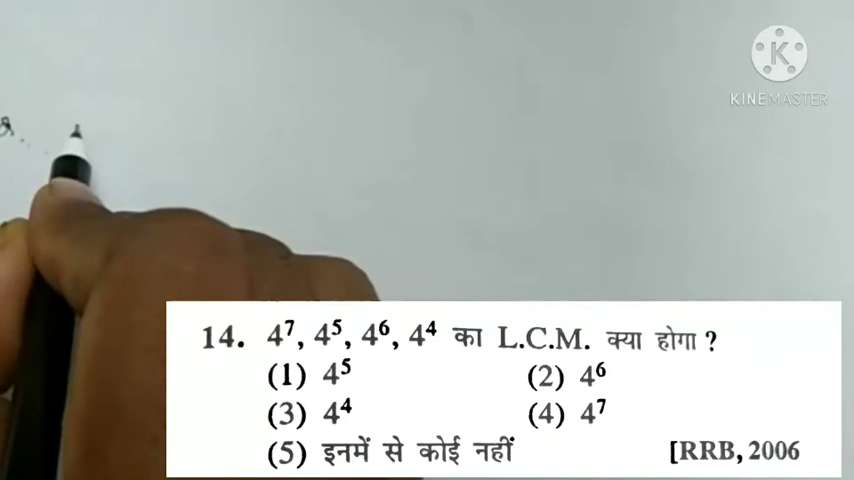 KINEMASTER
14. 4⁷, 4⁵, 4⁶, 4⁴ का L.C.M. क्या होगा ?
(1) 4⁵ (2) 4⁶
(3) 4⁴ (4) 4⁷
(5) इनमें से कोई नहीं [RRB, 2006